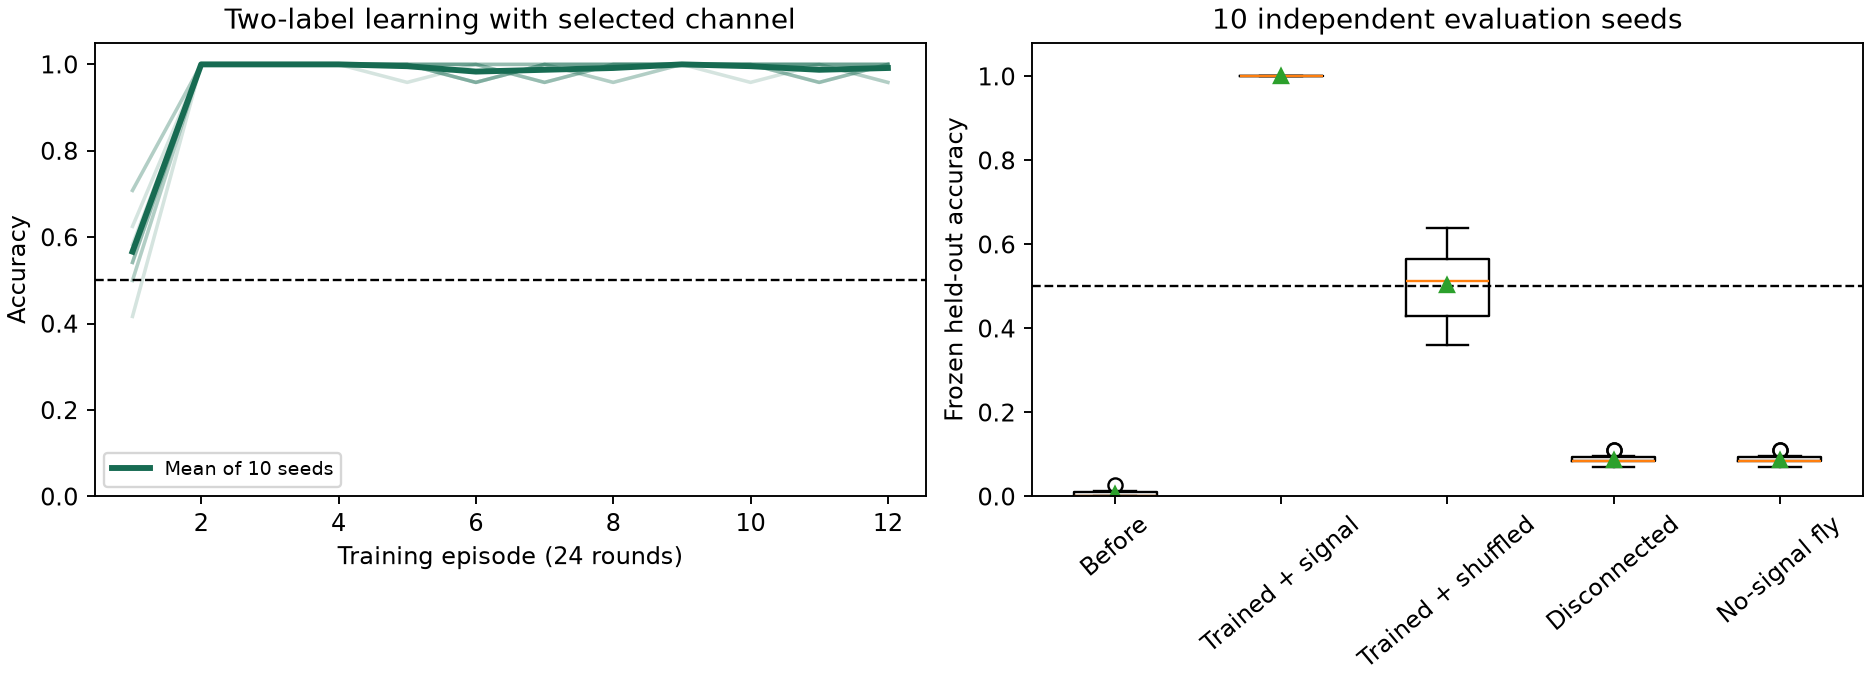 Two-label learning with selected channel
Accuracy
1.0
0.8
0.6
0.4
0.2
0.0
Mean of 10 seeds
2
4
6
8
10
12
Training episode (24 rounds)
10 independent evaluation seeds
Frozen held-out accuracy
1.0
0.8
0.6
0.4
0.2
0.0
Before
Trained + signal
Trained + shuffled
Disconnected
No-signal fly